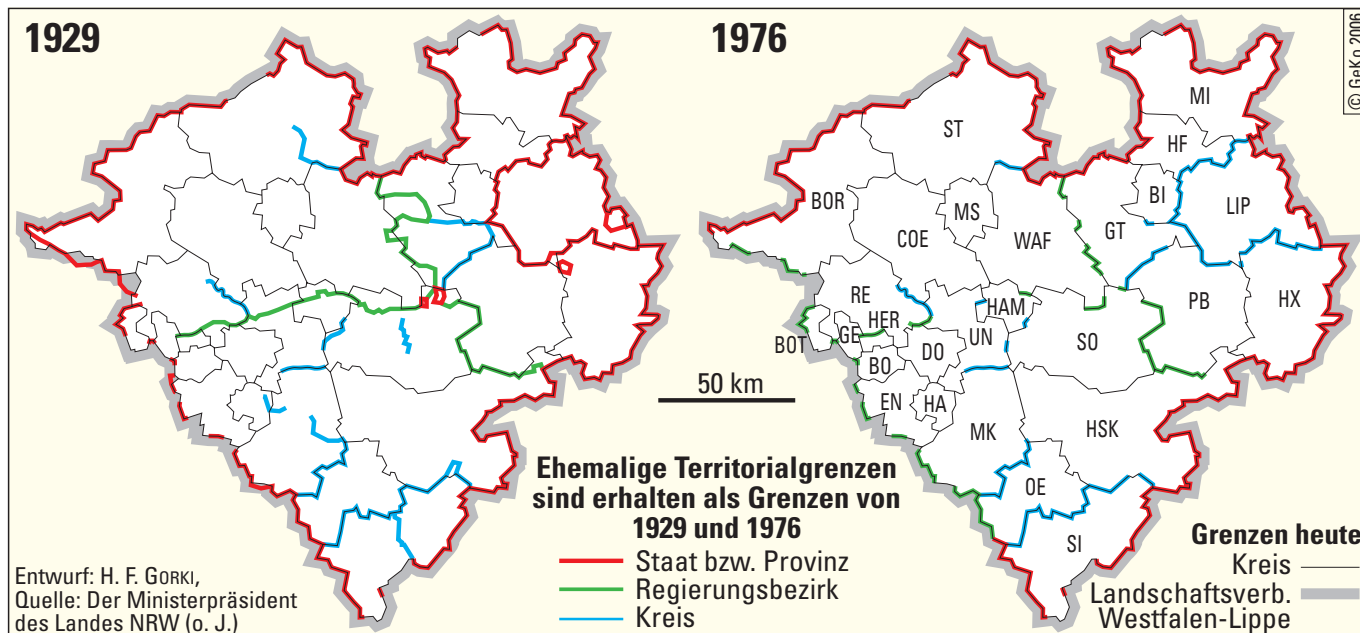 1929
1976
© GeKo 2006
MI
ST
HF
BI
LIP
BOR
MS
GT
COE
WAF
RE
HAM
PB
HX
HER
UN
GE
SO
BOT
DO
BO
50 km
EN
HA
MK
HSK
OE
SI
Ehemalige Territorialgrenzen
sind erhalten als Grenzen von
1929 und 1976
Staat bzw. Provinz
Regierungsbezirk
Kreis
Grenzen heute
Kreis
Landschaftsverb.
Westfalen-Lippe
Entwurf: H. F. GORKI,
Quelle: Der Ministerpräsident
des Landes NRW (o. J.)